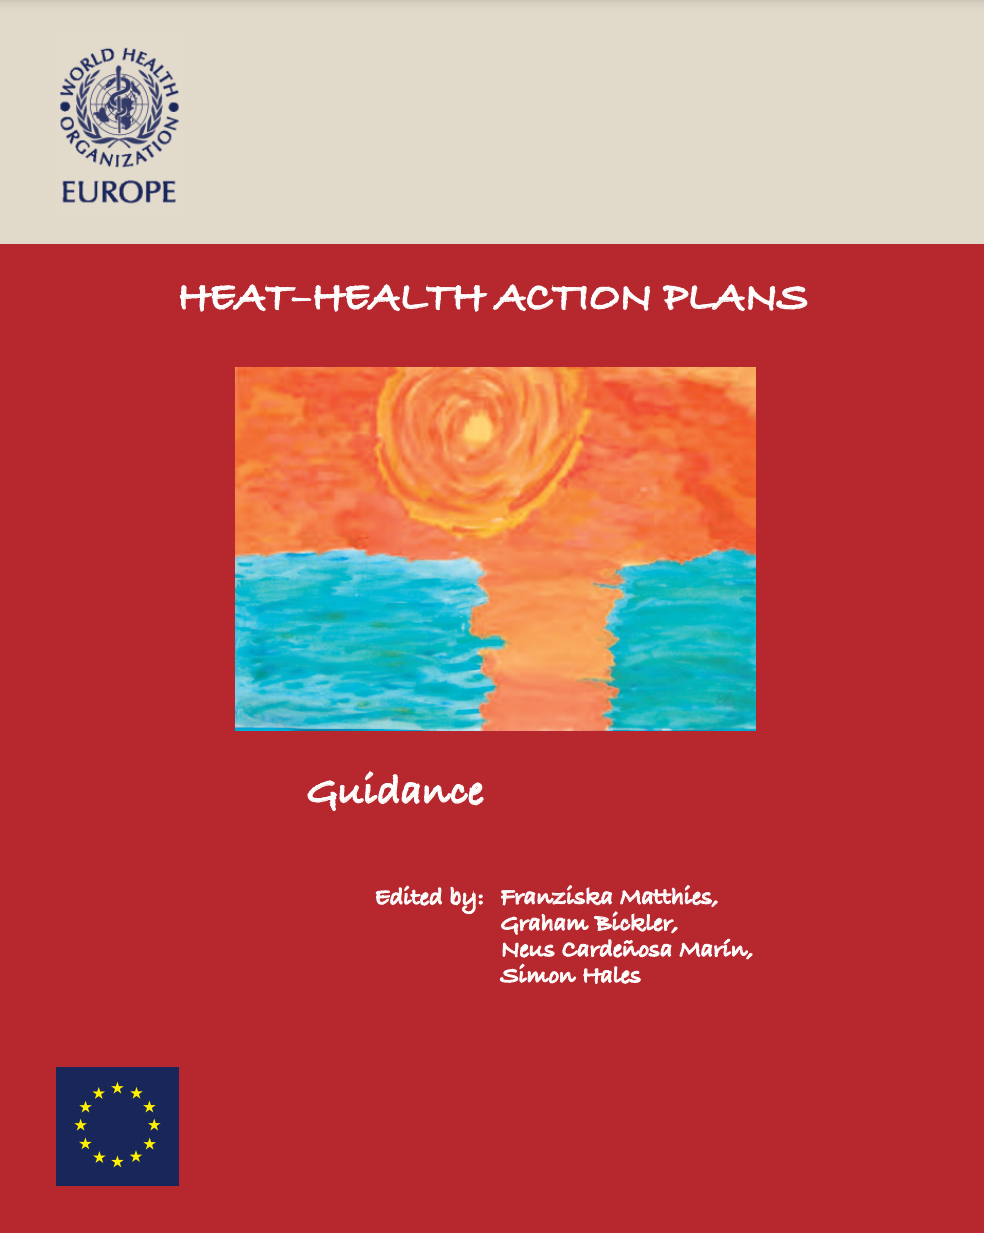 WORLD HEALTH
ORGANIZATION
EUROPE
HEAT–HEALTH ACTION PLANS
Guidance
Edited by: Franziska Matthies,
Graham Bickler,
Neus Cardeñosa Marín,
Simon Hales